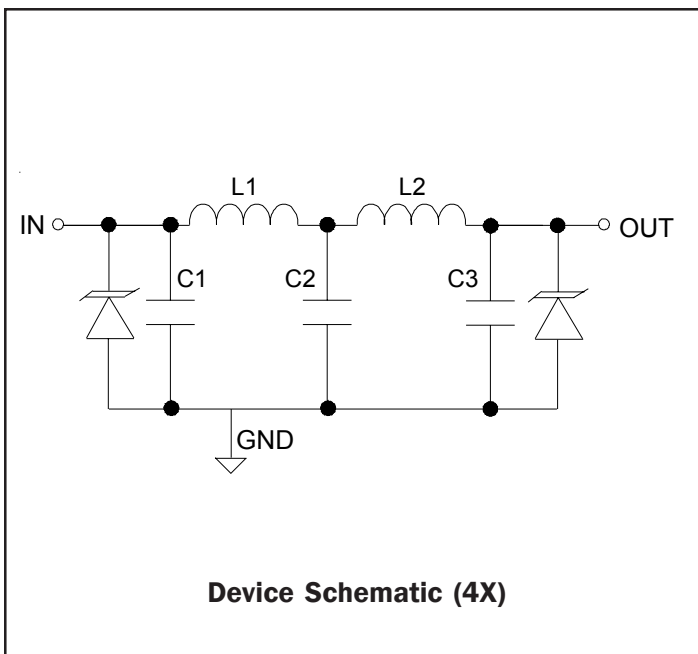 L1
L2
IN
OUT
C1
C2
C3
GND
Device Schematic (4X)